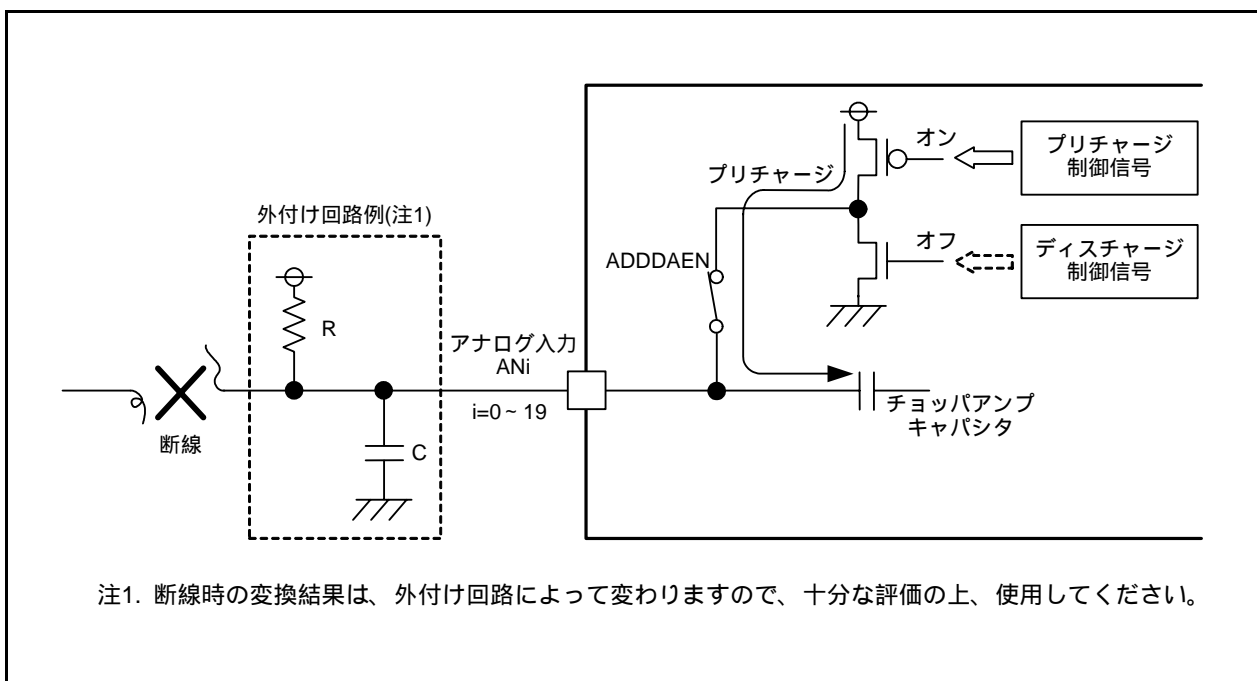 オン
プリチャージ
制御信号
プリチャージ
外付け回路例(注1)
オフ
ディスチャージ
制御信号
ADDDAEN
R
アナログ入力
ANi
i=0～19
チョッパアンプ
キャパシタ
断線
C
注1. 断線時の変換結果は、外付け回路によって変わりますので、十分な評価の上、使用してください。